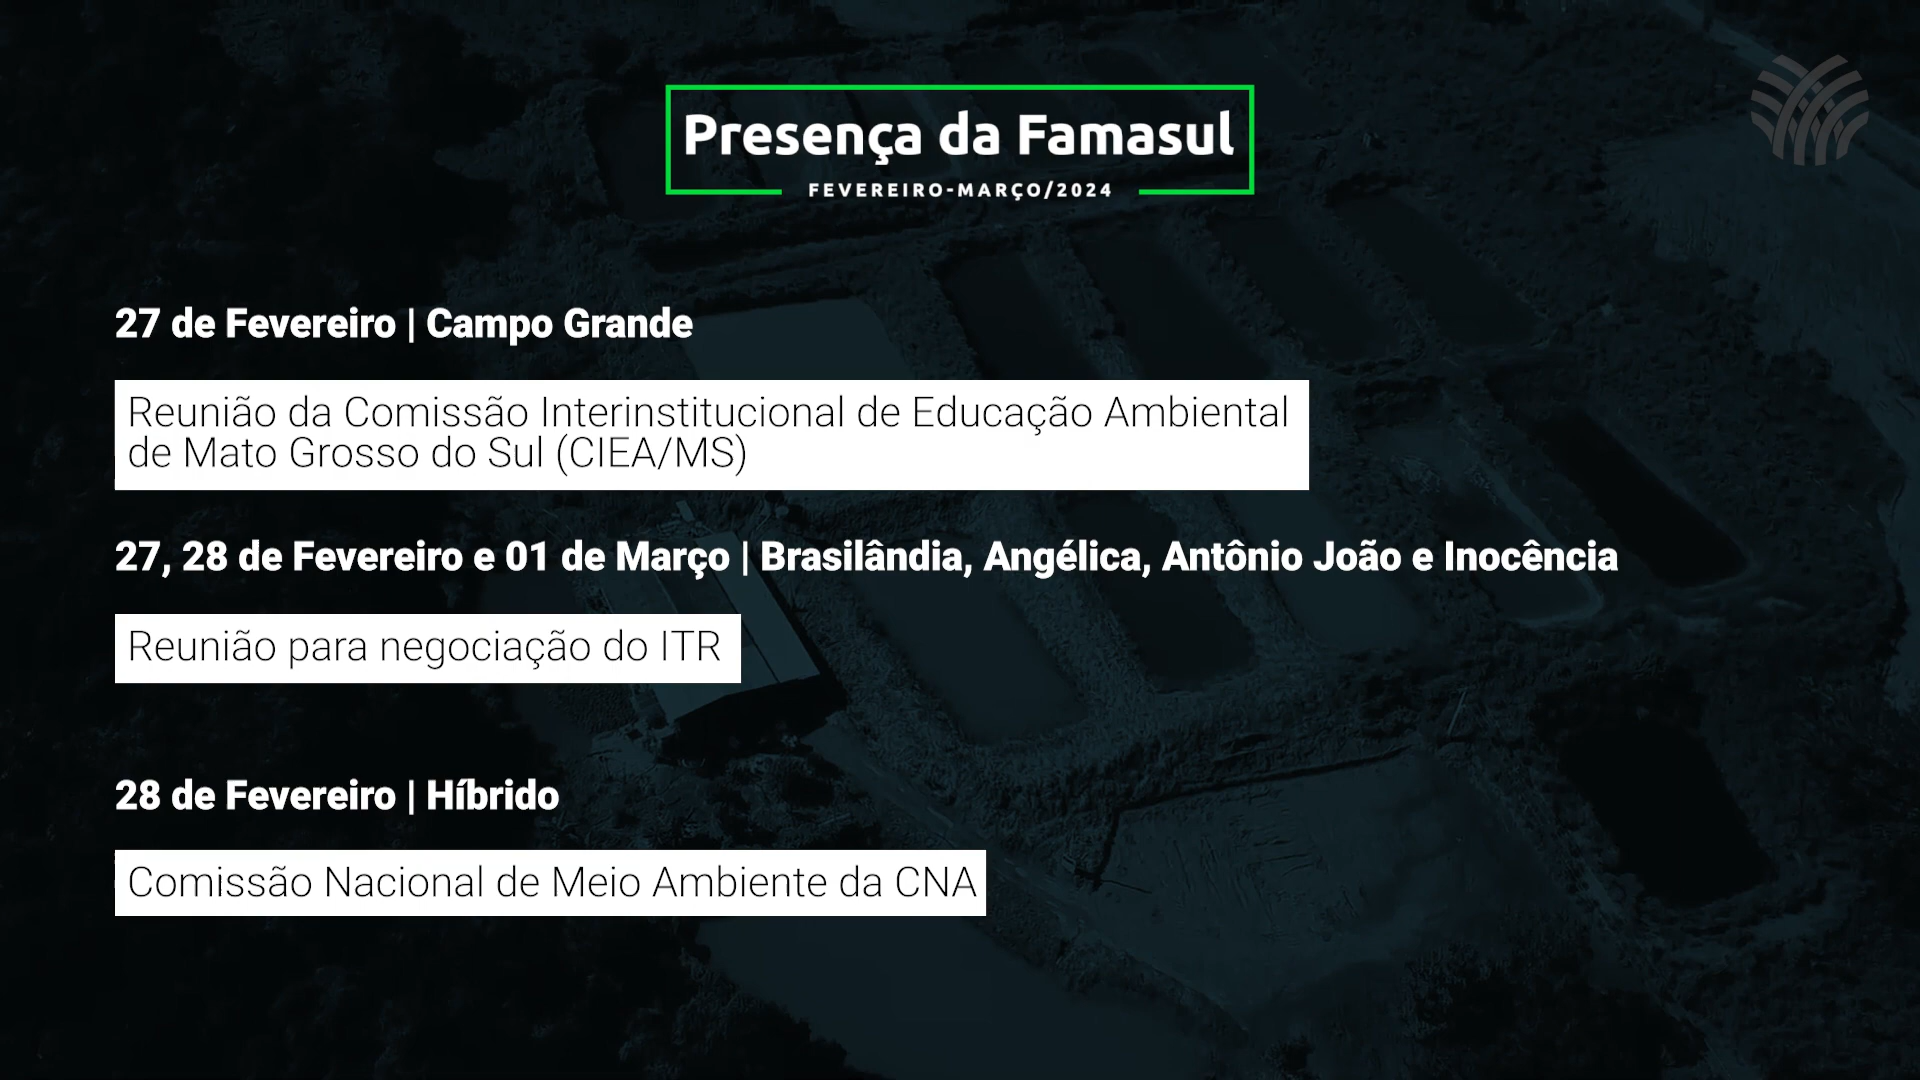 Presença da Famasul
FEVEREIRO-MARÇO/2024
27 de Fevereiro | Campo Grande
Reunião da Comissão Interinstitucional de Educação Ambiental
de Mato Grosso do Sul (CIEA/MS)
27, 28 de Fevereiro e 01 de Março | Brasilândia, Angélica, Antônio João e Inocência
Reunião para negociação do ITR
28 de Fevereiro | Híbrido
Comissão Nacional de Meio Ambiente da CNA